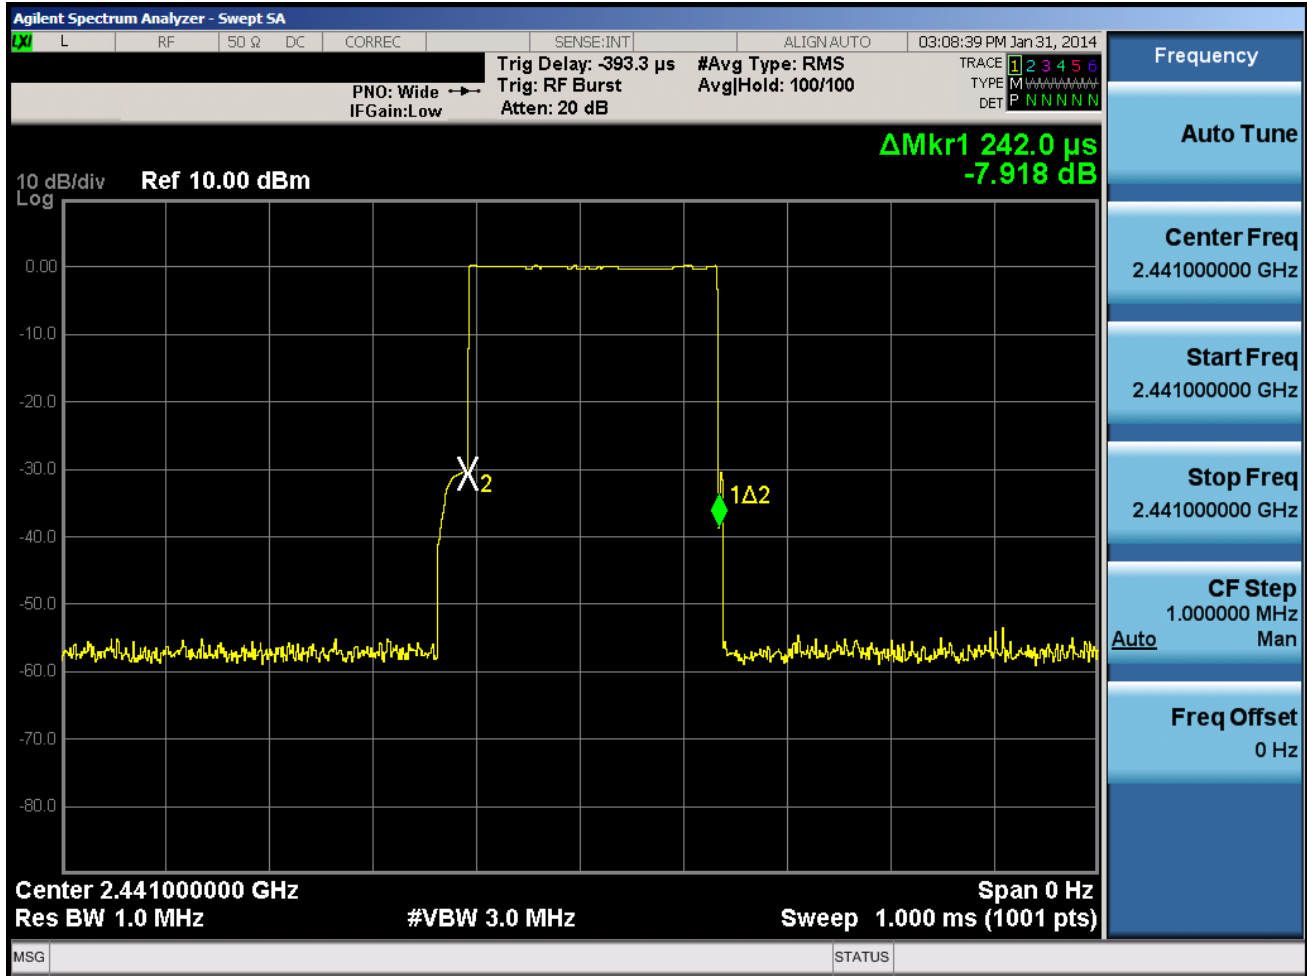 Agilent Spectrum Analyzer - Swept SA
LXI L RF 50 Ω DC CORREC SENSE:INT ALIGN AUTO 03:08:39 PM Jan 31, 2014
Trig Delay: -393.3 µs #Avg Type: RMS TRACE 1 2 3 4 5 6
PNO: Wide Trig: RF Burst Avg|Hold: 100/100 TYPE M WWWWW
IFGain:Low Atten: 20 dB DET P N N N N N
ΔMkr1 242.0 µs
-7.918 dB
10 dB/div Ref 10.00 dBm
Log
0.00
-10.0
-20.0
-30.0
2
1Δ2
-40.0
-50.0
-60.0
-70.0
-80.0
Center 2.441000000 GHz Span 0 Hz
Res BW 1.0 MHz #VBW 3.0 MHz Sweep 1.000 ms (1001 pts)
MSG STATUS
Frequency
Auto Tune
Center Freq
2.441000000 GHz
Start Freq
2.441000000 GHz
Stop Freq
2.441000000 GHz
CF Step
1.000000 MHz
Auto Man
Freq Offset
0 Hz